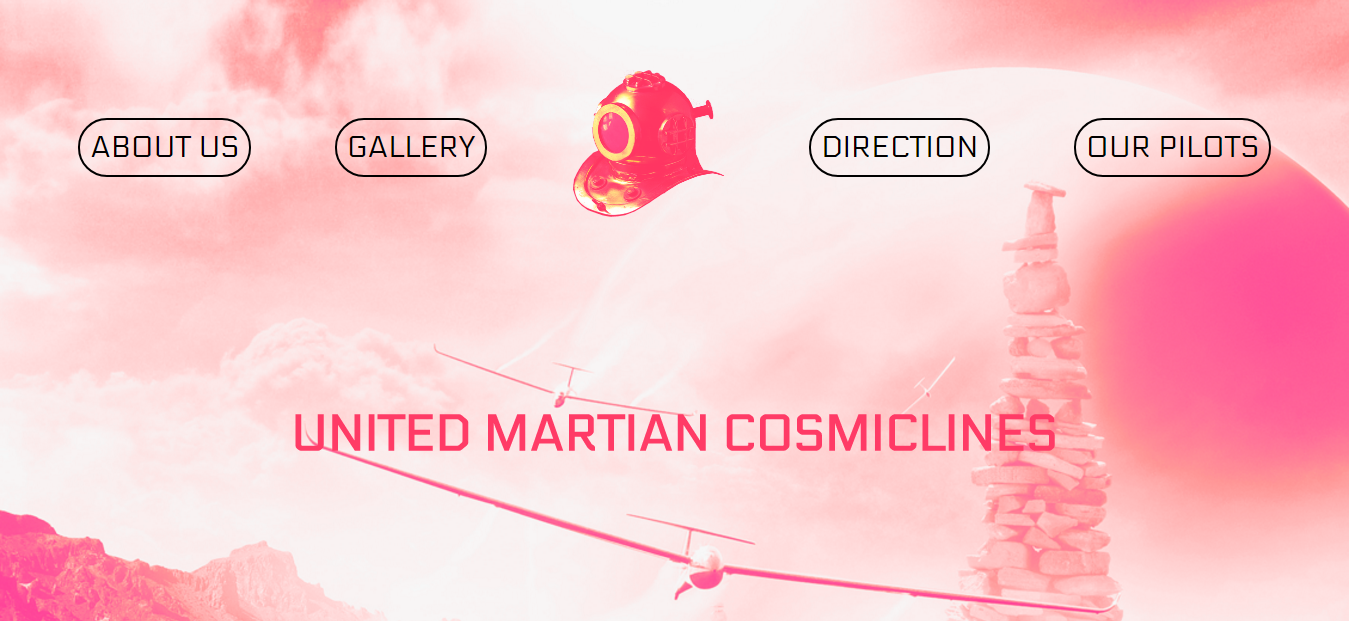 ABOUT US
GALLERY
DIRECTION
OUR PILOTS
UNITED MARTIAN COSMICLINES